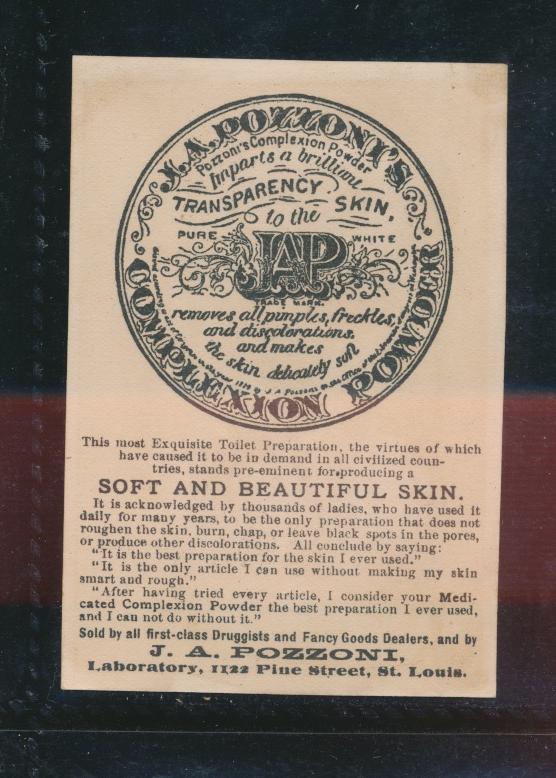 J. A. POZZONI'S
COMPLEXION POWDER
Pozzoni's Complexion Powder
Imparts a brilliant
TRANSPARENCY
to the SKIN,
PURE WHITE
JAP
TRADE MARK.
removes all pimples, freckles,
and discolorations,
and makes
the skin delicately soft
This most Exquisite Toilet Preparation, the virtues of which
have caused it to be in demand in all civilized coun-
tries, stands pre-eminent for producing a
SOFT AND BEAUTIFUL SKIN.
It is acknowledged by thousands of ladies, who have used it
daily for many years, to be the only preparation that does not
roughen the skin, burn, chap, or leave black spots in the pores,
or produce other discolorations. All conclude by saying:
"It is the best preparation for the skin I ever used."
"It is the only article I can use without making my skin
smart and rough."
"After having tried every article, I consider your Medi-
cated Complexion Powder the best preparation I ever used,
and I can not do without it."
Sold by all first-class Druggists and Fancy Goods Dealers, and by
J. A. POZZONI,
Laboratory, 1122 Pine Street, St. Louis.